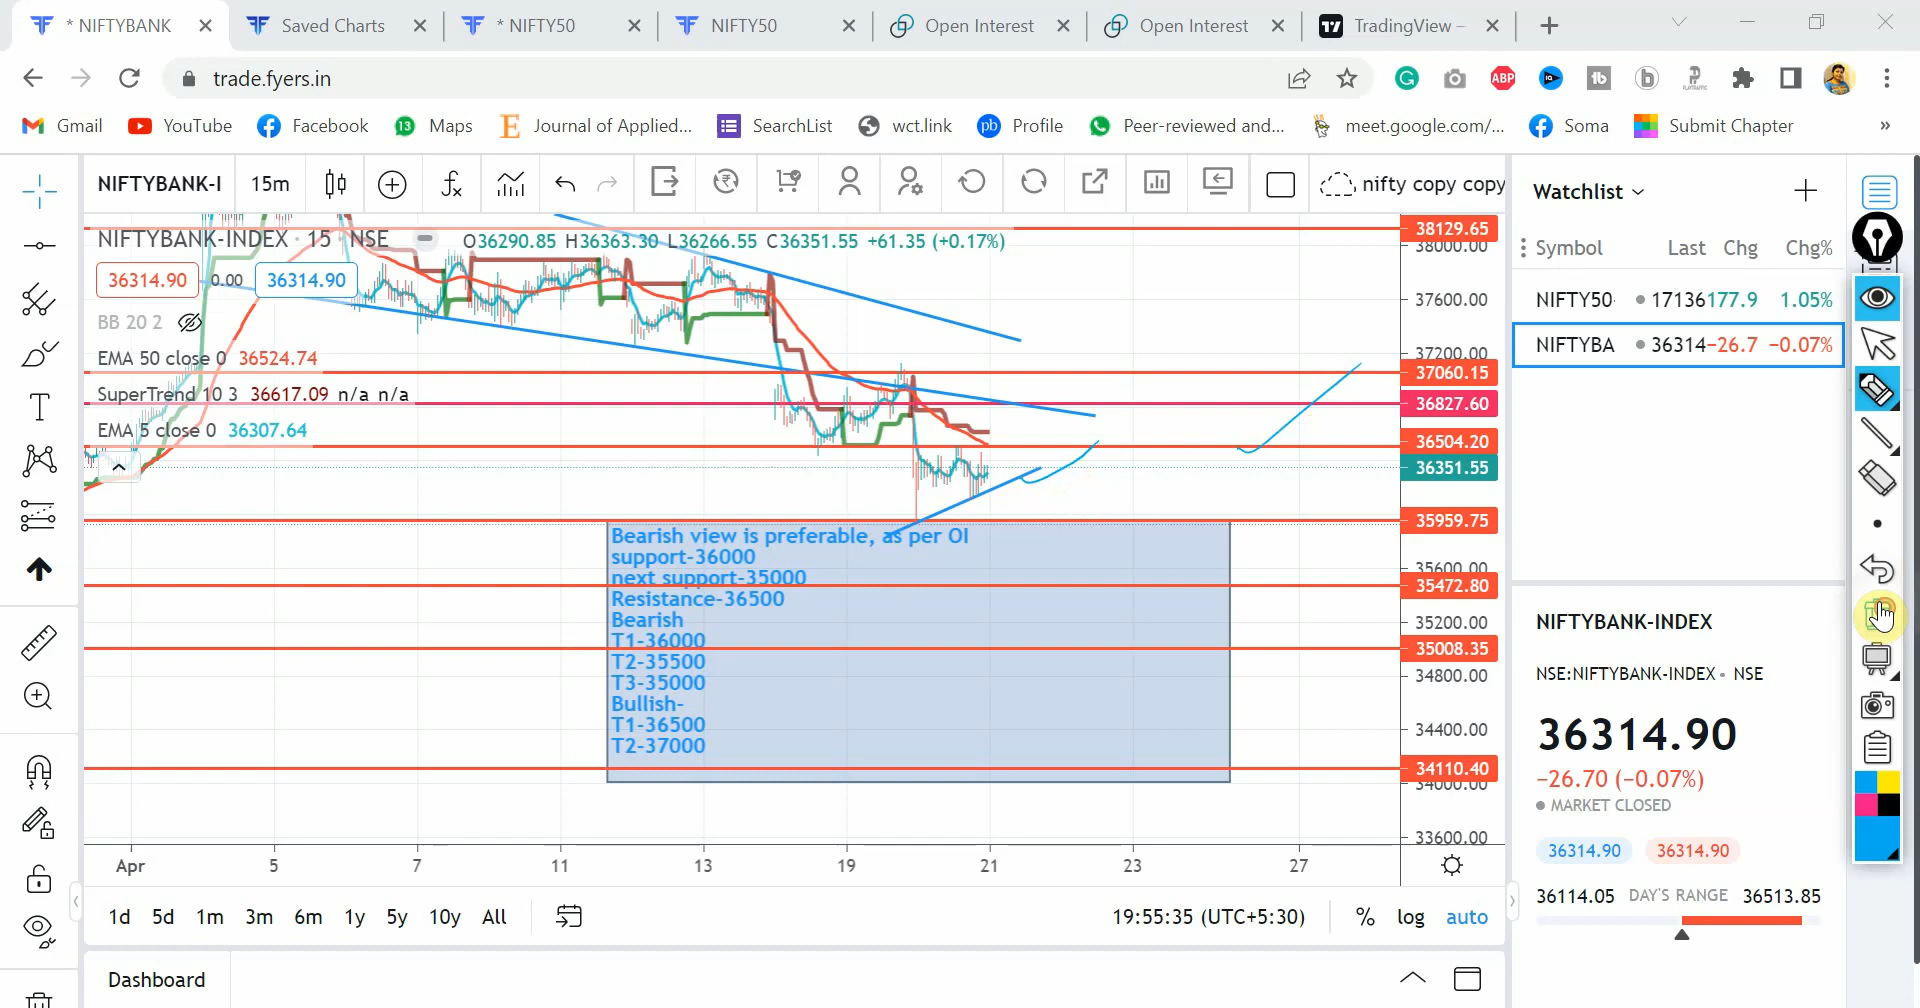 * NIFTYBANK
Saved Charts
* NIFTY50
NIFTY50
Open Interest
Open Interest
TradingView –
trade.fyers.in
ABP
Gmail
YouTube
Facebook
13
Maps
Journal of Applied...
SearchList
wct.link
pb
Profile
Peer-reviewed and...
meet.google.com/...
Soma
Submit Chapter
»
NIFTYBANK-I
15m
nifty copy copy
Watchlist
NIFTYBANK-INDEX · 15 · NSE
O36290.85 H36363.30 L36266.55 C36351.55 +61.35 (+0.17%)
36314.90
0.00
36314.90
BB 20 2
EMA 50 close 0 36524.74
SuperTrend 10 3 36617.09 n/a n/a
EMA 5 close 0 36307.64
Symbol Last Chg Chg%
NIFTY50 17136177.9 1.05%
NIFTYBA 36314−26.7 −0.07%
38129.65
38000.00
37600.00
37200.00
37060.15
36827.60
36504.20
36351.55
35959.75
35600.00
35472.80
35200.00
35008.35
34800.00
34400.00
34110.40
34000.00
33600.00
Bearish view is preferable, as per OI
support-36000
next support-35000
Resistance-36500
Bearish
T1-36000
T2-35500
T3-35000
Bullish-
T1-36500
T2-37000
Apr 5 7 11 13 19 21 23 27
1d 5d 1m 3m 6m 1y 5y 10y All
19:55:35 (UTC+5:30)
% log auto
Dashboard
NIFTYBANK-INDEX
NSE:NIFTYBANK-INDEX • NSE
36314.90
−26.70 (−0.07%)
MARKET CLOSED
36314.90
36314.90
36114.05 DAY'S RANGE 36513.85